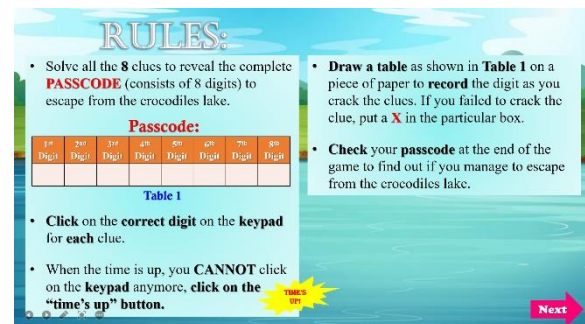 RULES:
• Solve all the 8 clues to reveal the complete
PASSCODE (consists of 8 digits) to
escape from the crocodiles lake.
Passcode:
1st Digit 2nd Digit 3rd Digit 4th Digit 5th Digit 6th Digit 7th Digit 8th Digit
Table 1
• Click on the correct digit on the keypad
for each clue.
• When the time is up, you CANNOT click
on the keypad anymore, click on the
“time’s up” button.
TIME'S
UP!
• Draw a table as shown in Table 1 on a
piece of paper to record the digit as you
crack the clues. If you failed to crack the
clue, put a X in the particular box.
• Check your passcode at the end of the
game to find out if you manage to escape
from the crocodiles lake.
Next